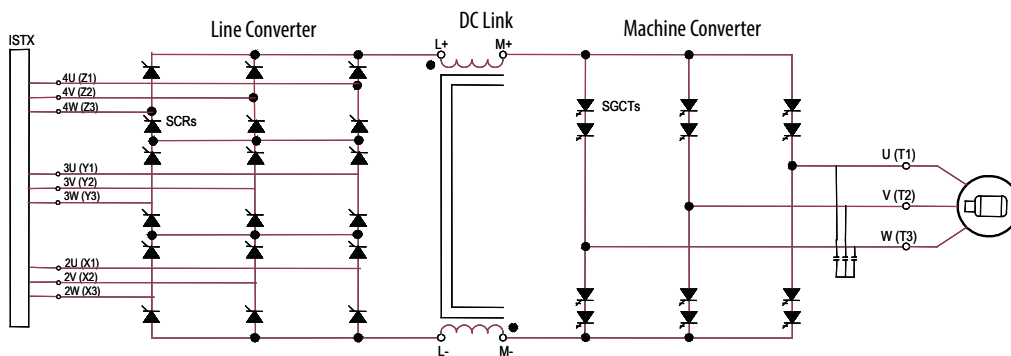 ISTX
Line Converter
DC Link
Machine Converter
L+
M+
4U (Z1)
4V (Z2)
4W (Z3)
SCRs
SGCTs
3U (Y1)
3V (Y2)
3W (Y3)
U (T1)
V (T2)
W (T3)
2U (X1)
2V (X2)
2W (X3)
L-
M-